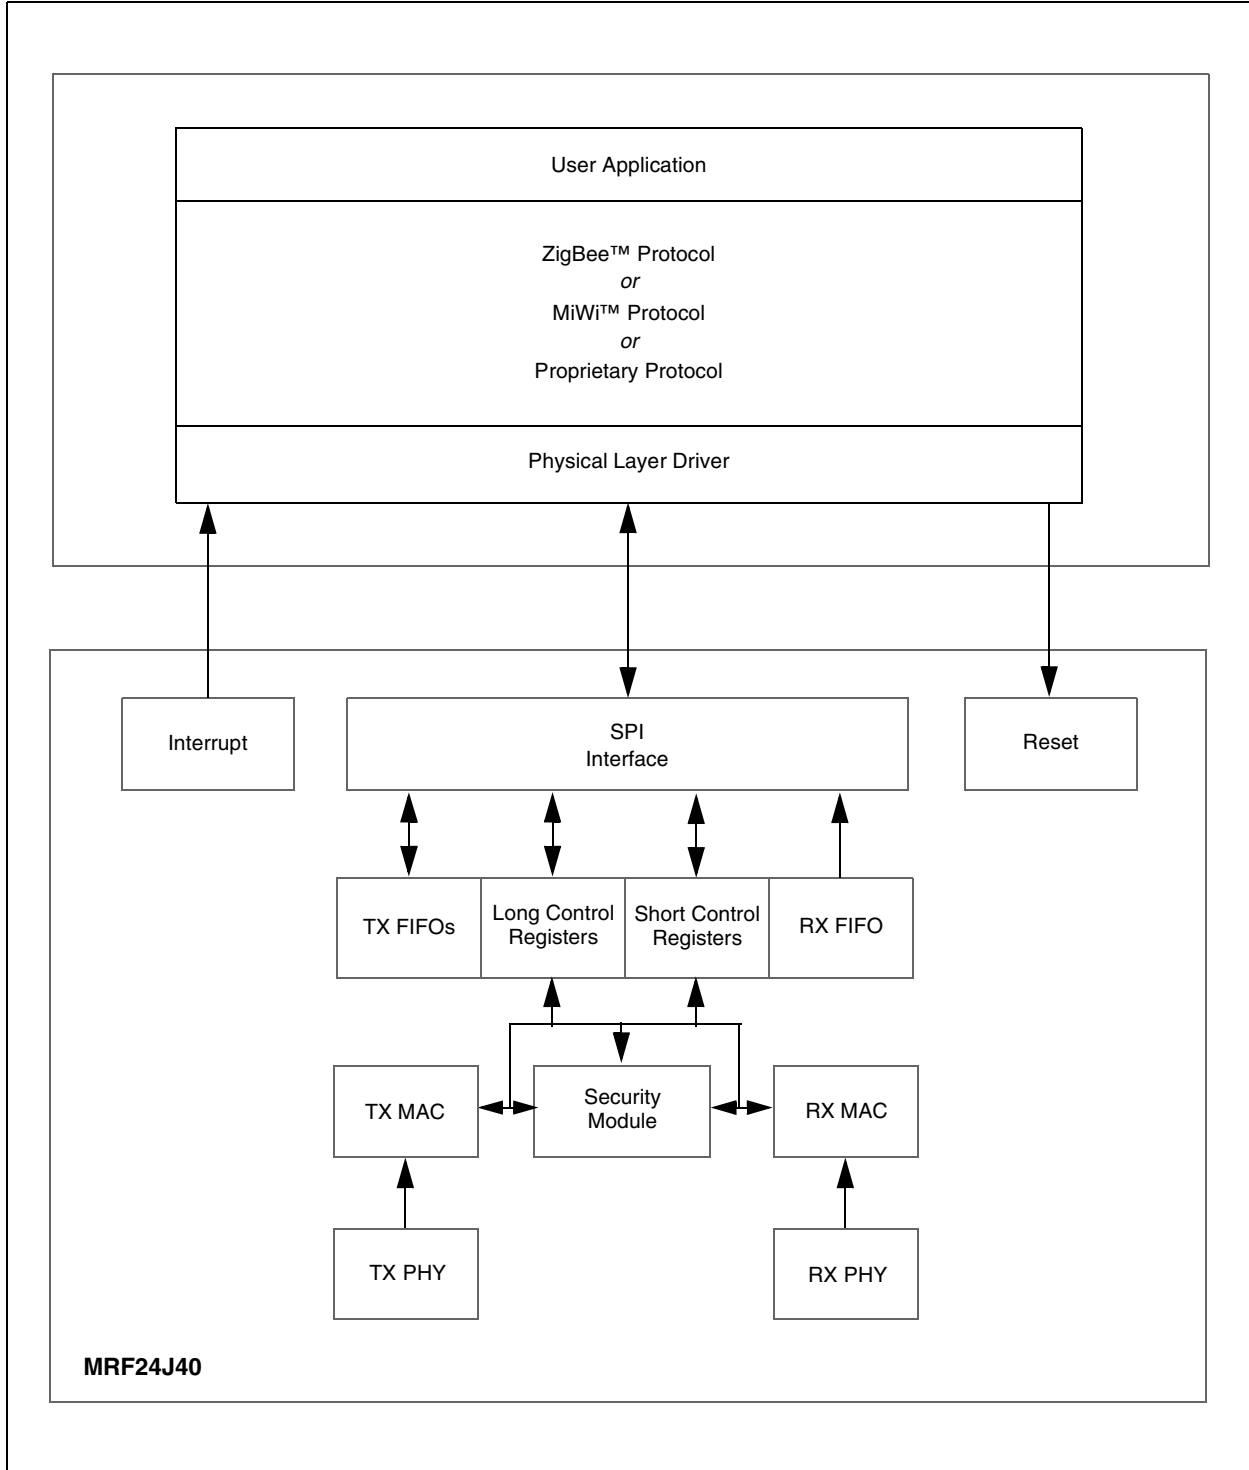 User Application
ZigBee™ Protocol
or
MiWi™ Protocol
or
Proprietary Protocol
Physical Layer Driver
Interrupt
SPI
Interface
Reset
TX FIFOs
Long Control
Registers
Short Control
Registers
RX FIFO
TX MAC
Security
Module
RX MAC
TX PHY
RX PHY
MRF24J40